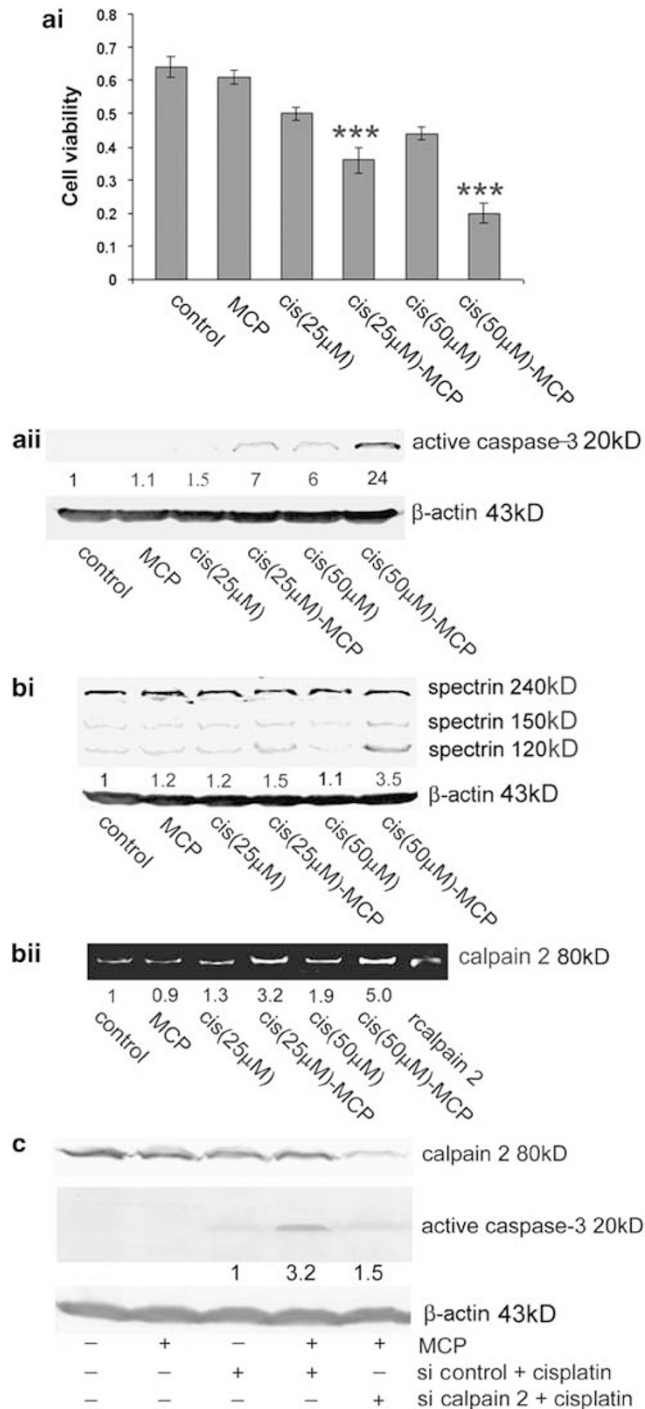 ai
0.8
0.7
0.6
0.5
0.4
0.3
0.2
0.1
0
Cell viability
***
***
control
MCP
cis(25μM)
cis(25μM)-MCP
cis(50μM)
cis(50μM)-MCP
aii
active caspase-3 20kD
1 1.1 1.5 7 6 24
β-actin 43kD
control
MCP
cis(25μM)
cis(25μM)-MCP
cis(50μM)
cis(50μM)-MCP
bi
spectrin 240kD
spectrin 150kD
spectrin 120kD
1 1.2 1.2 1.5 1.1 3.5
β-actin 43kD
control
MCP
cis(25μM)
cis(25μM)-MCP
cis(50μM)
cis(50μM)-MCP
bii
calpain 2 80kD
1 0.9 1.3 3.2 1.9 5.0
control
MCP
cis(25μM)
cis(25μM)-MCP
cis(50μM)
cis(50μM)-MCP
rcalpain 2
c
calpain 2 80kD
active caspase-3 20kD
1 3.2 1.5
β-actin 43kD
– + – + + MCP
– – + + – si control + cisplatin
– – – – + si calpain 2 + cisplatin